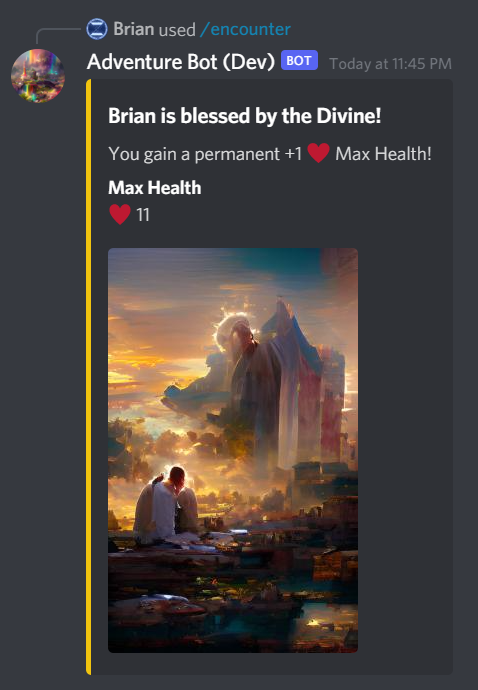 Brian used /encounter
Adventure Bot (Dev) BOT Today at 11:45 PM
Brian is blessed by the Divine!
You gain a permanent +1 ❤️ Max Health!
Max Health
❤️ 11